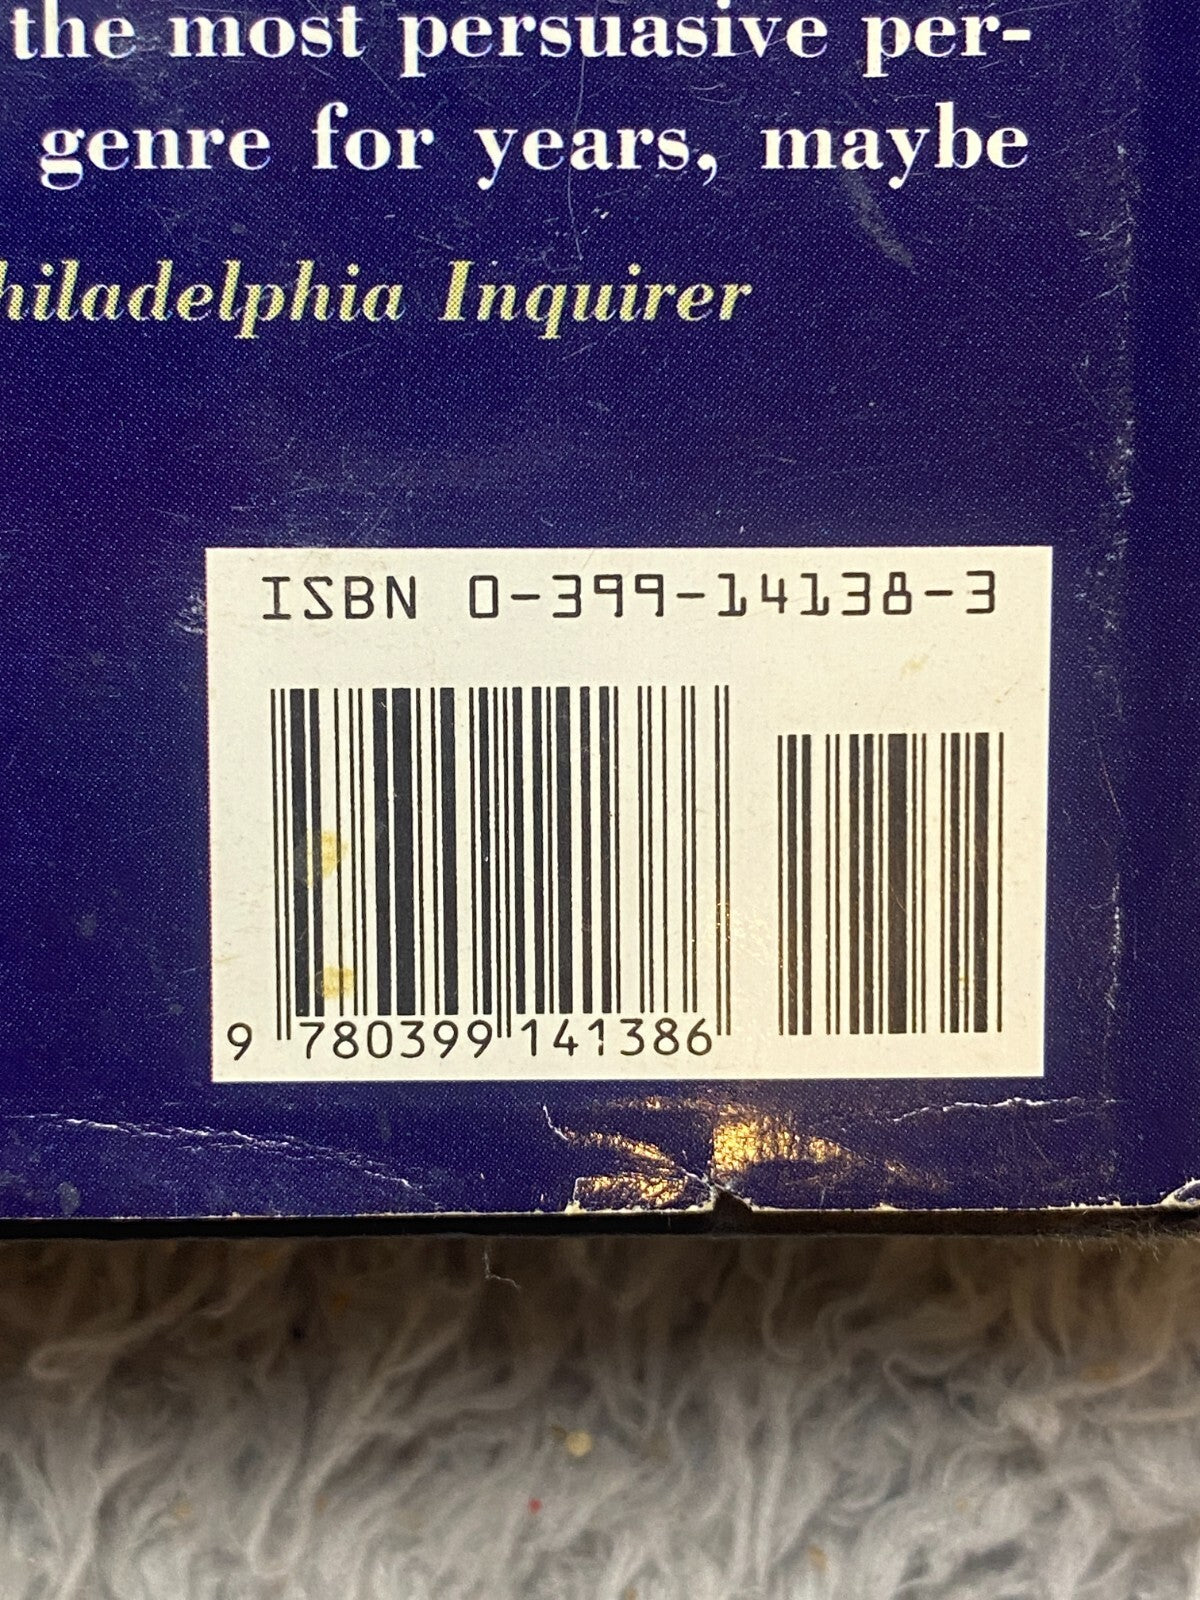 the most persuasive per-
genre for years, maybe
hiladelphia Inquirer
ISBN 0-399-14138-3
9 780399 141386